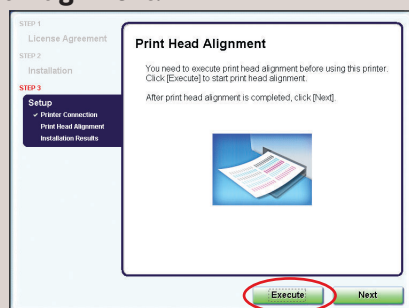 STEP 1
License Agreement
STEP 2
Installation
STEP 3
Setup
✓ Printer Connection
Print Head Alignment
Installation Results
Print Head Alignment
You need to execute print head alignment before using this printer.
Click [Execute] to start print head alignment.
After print head alignment is completed, click [Next].
Execute
Next